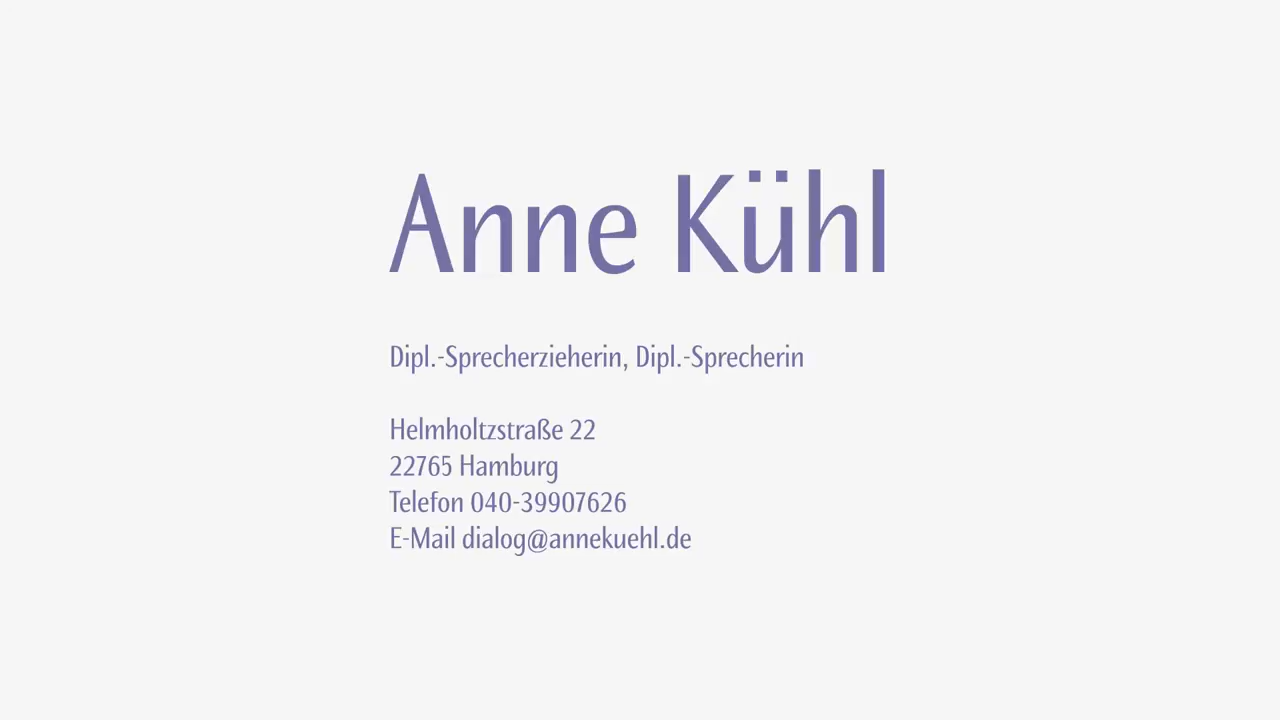 Anne Kühl
Dipl.-Sprecherzieherin, Dipl.-Sprecherin
Helmholtzstraße 22
22765 Hamburg
Telefon 040-39907626
E-Mail dialog@annekuehl.de